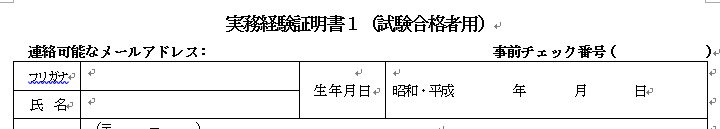 実務経験証明書１（試験合格者用）
連絡可能なメールアドレス： 事前チェック番号（ ）
フリガナ
生年月日 昭和・平成 年 月 日
氏 名
（〒 － ）